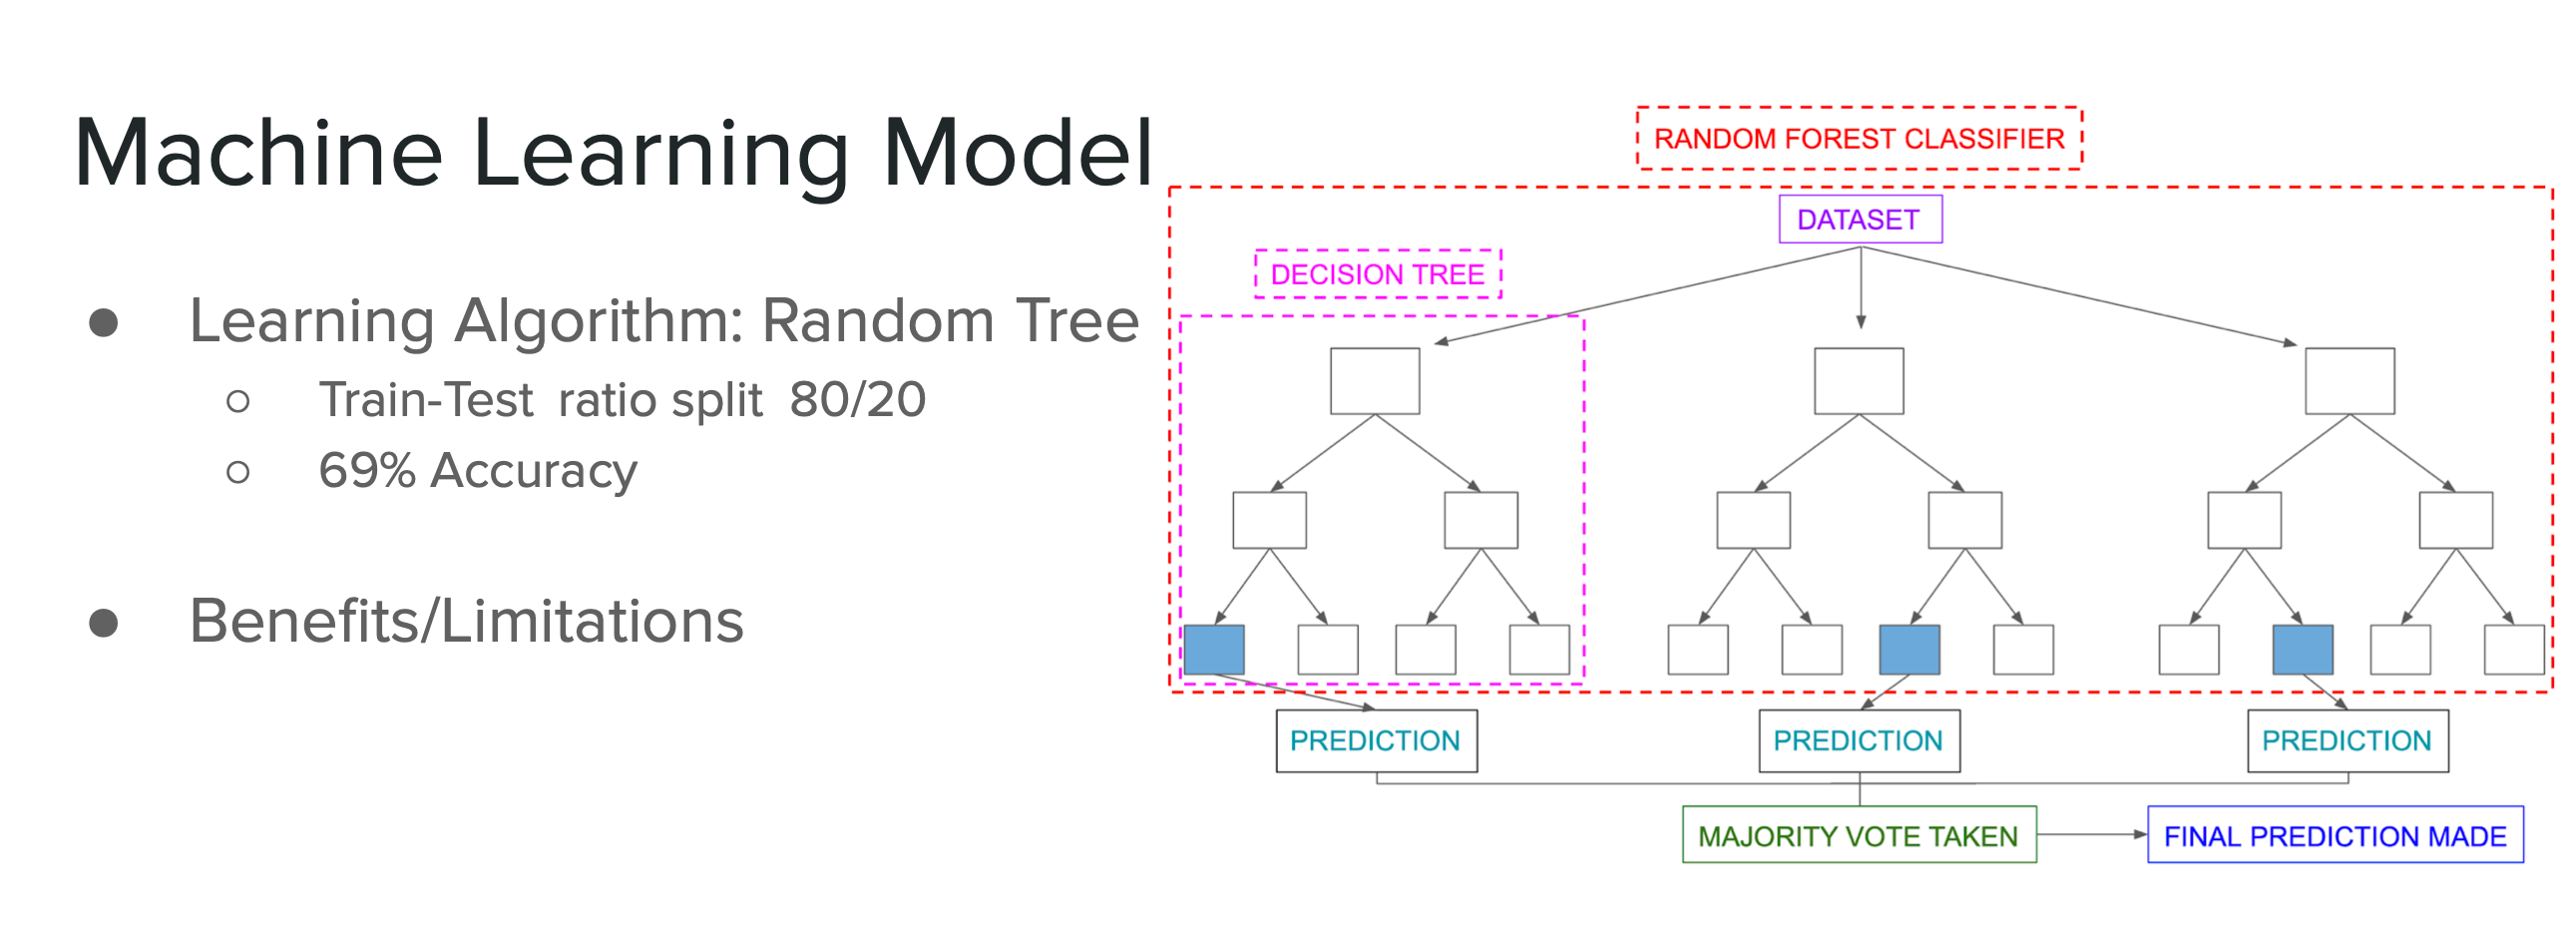 Machine Learning Model
● Learning Algorithm: Random Tree
○ Train-Test ratio split 80/20
○ 69% Accuracy
● Benefits/Limitations
RANDOM FOREST CLASSIFIER
DATASET
DECISION TREE
PREDICTION
PREDICTION
PREDICTION
MAJORITY VOTE TAKEN
FINAL PREDICTION MADE